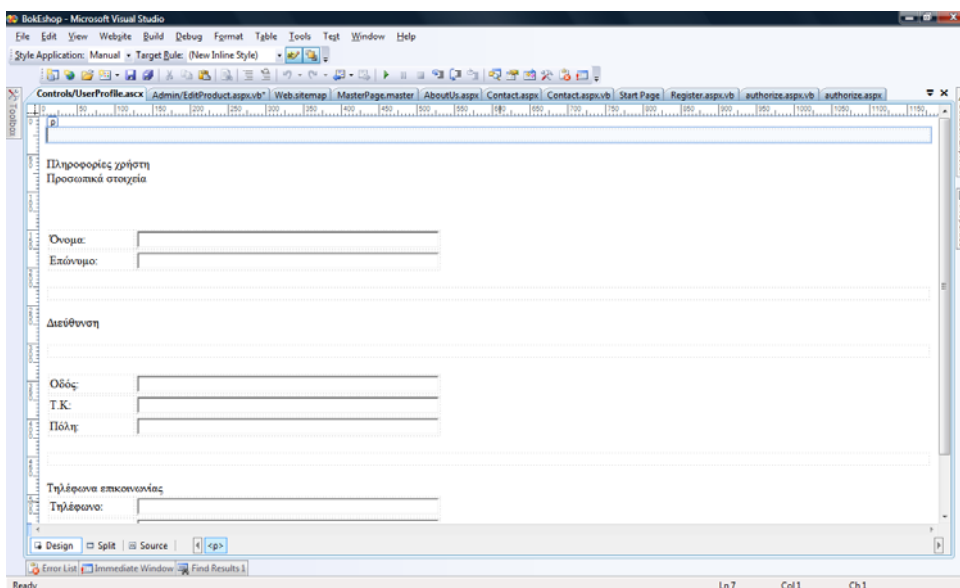 BokEshop - Microsoft Visual Studio
File Edit View Website Build Debug Format Table Tools Test Window Help
Style Application: Manual Target Rule: (New Inline Style)
Controls/UserProfile.ascx Admin/EditProduct.aspx.vb* Web.sitemap MasterPage.master AboutUs.aspx Contact.aspx Contact.aspx.vb Start Page Register.aspx.vb authorize.aspx.vb authorize.aspx
Toolbox
p
Πληροφορίες χρήστη
Προσωπικά στοιχεία
Όνομα:
Επώνυμο:
Διεύθυνση
Οδός:
Τ.Κ:
Πόλη:
Τηλέφωνα επικοινωνίας
Τηλέφωνο:
Design Split Source <p>
Error List Immediate Window Find Results 1
Ready Ln 7 Col 1 Ch 1